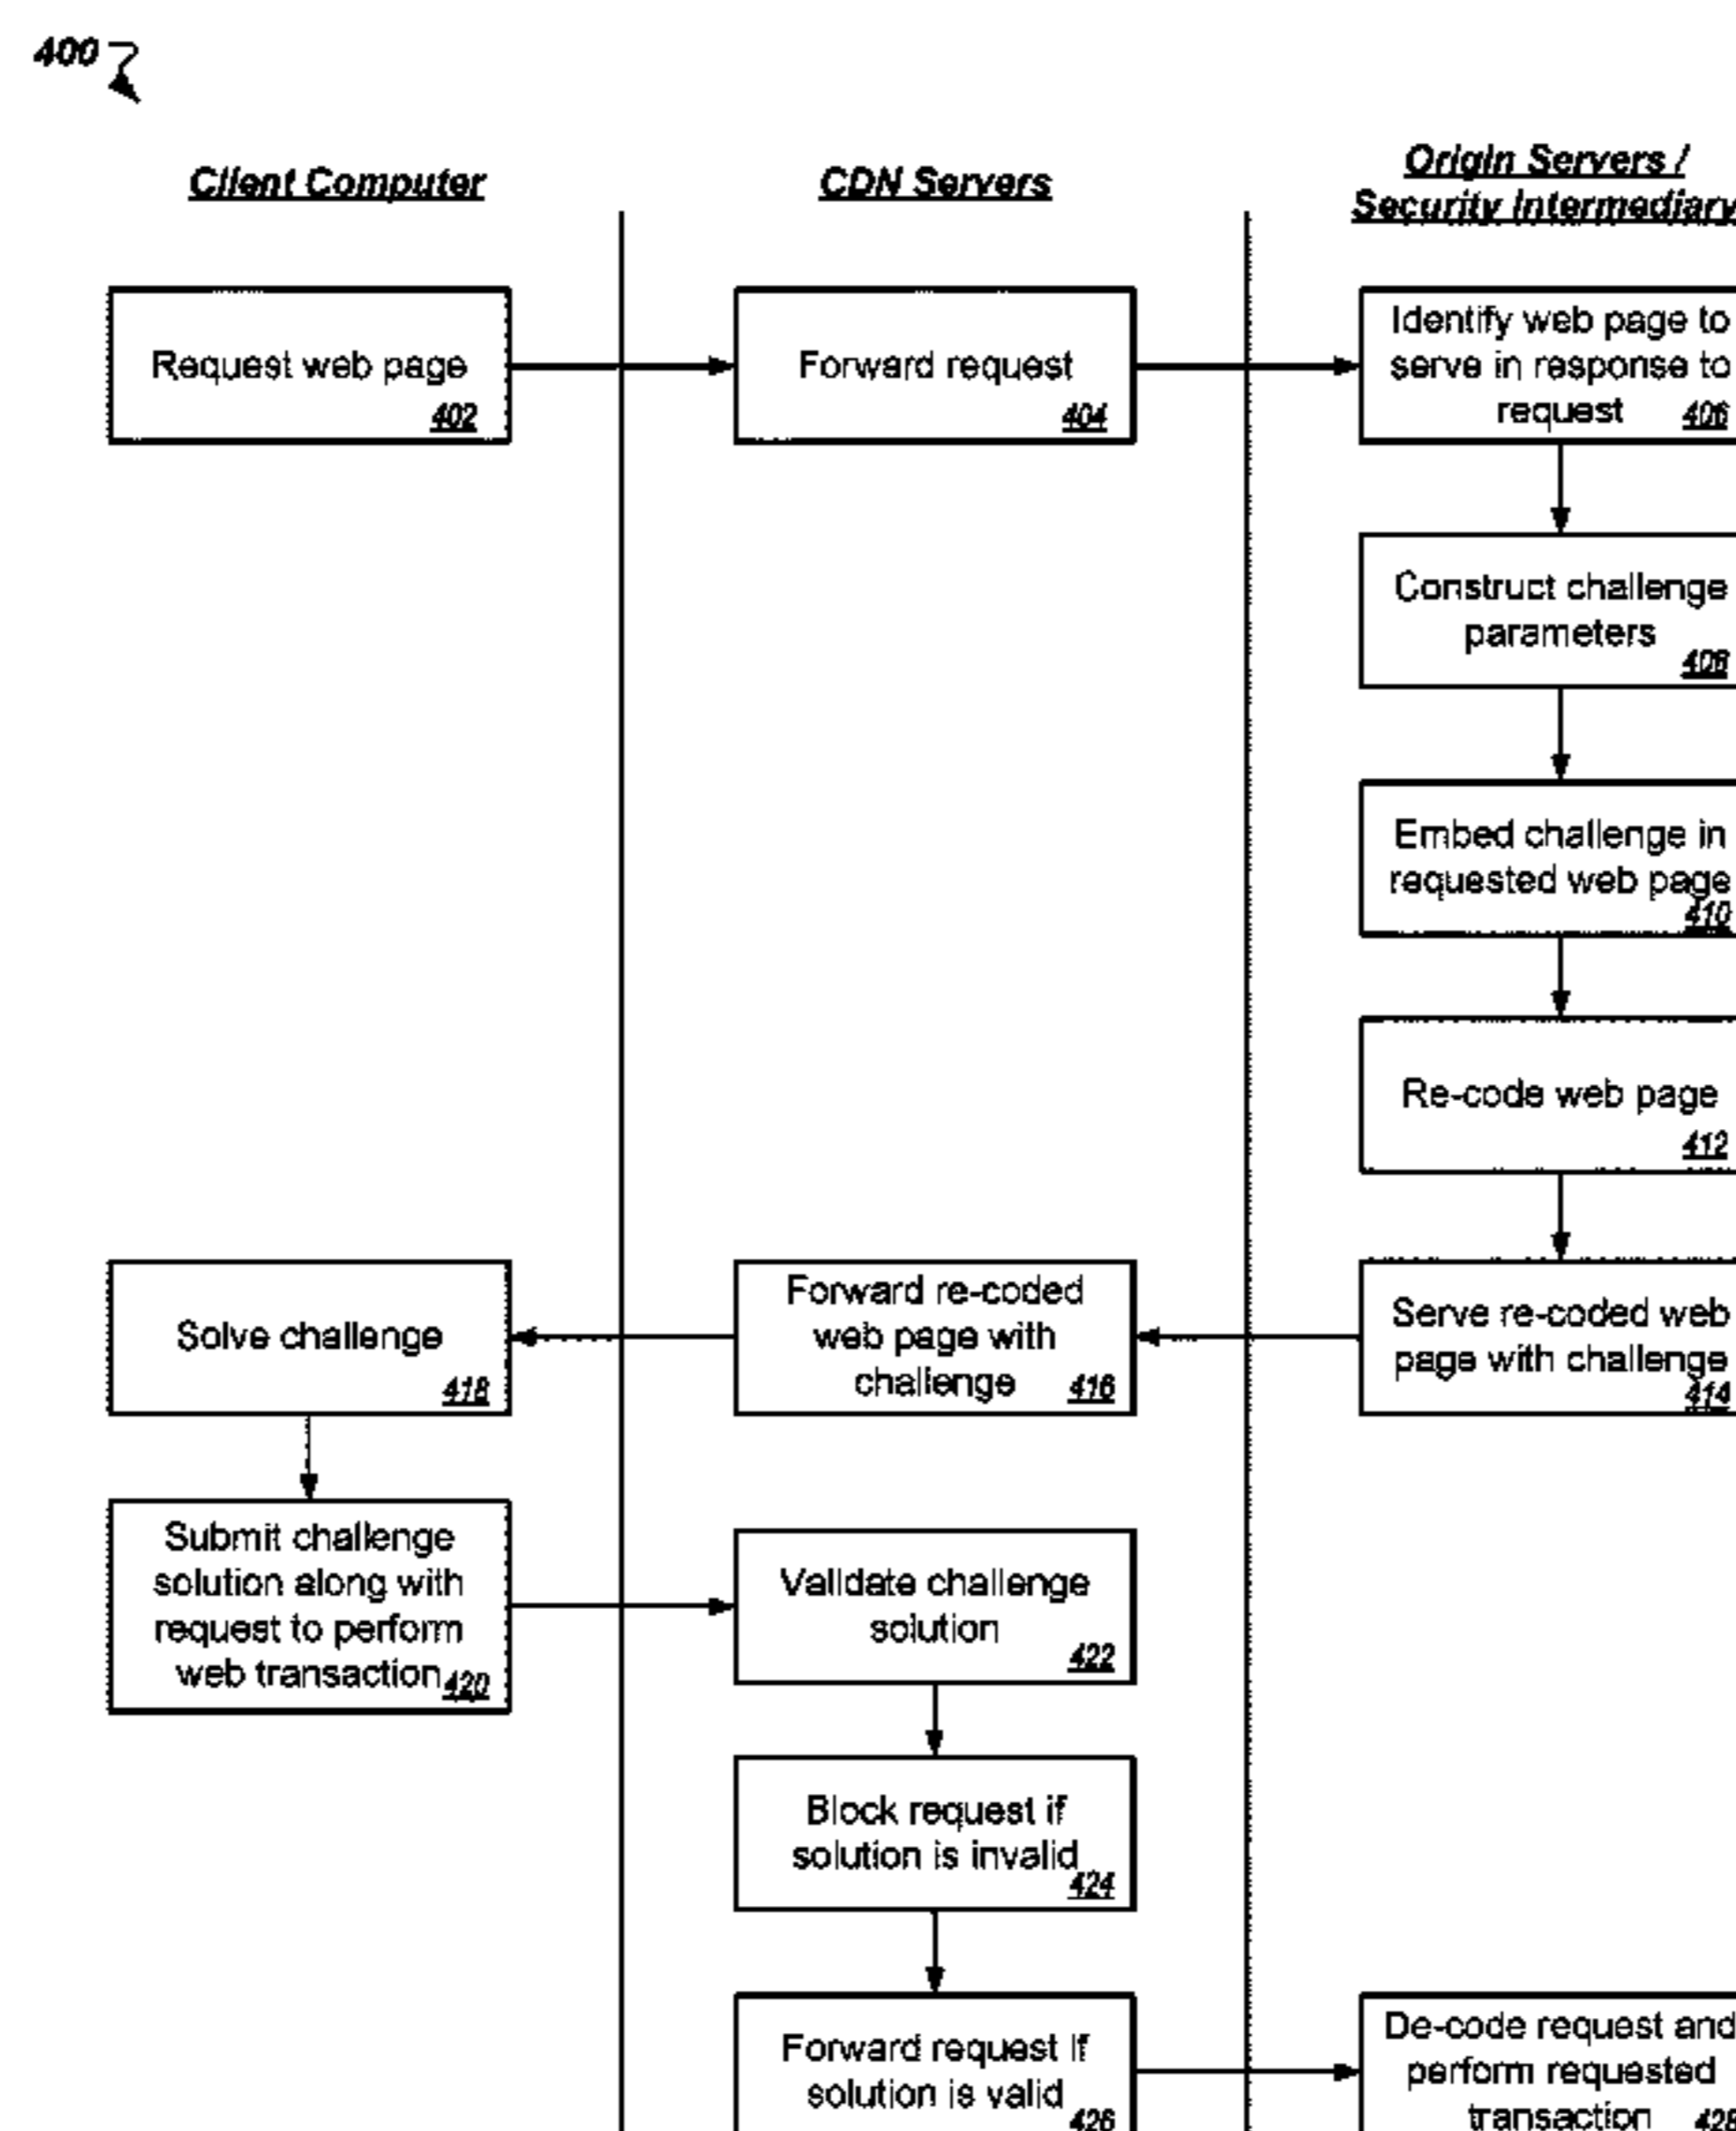 400
Client Computer
CDN Servers
Origin Servers /
Security Intermediary
Request web page
402
Forward request
404
Identify web page to
serve in response to
request 406
Construct challenge
parameters
408
Embed challenge in
requested web page
410
Re-code web page
412
Serve re-coded web
page with challenge
414
Forward re-coded
web page with
challenge 416
Solve challenge
418
Submit challenge
solution along with
request to perform
web transaction 420
Validate challenge
solution
422
Block request if
solution is invalid
424
Forward request if
solution is valid
426
De-code request and
perform requested
transaction 428